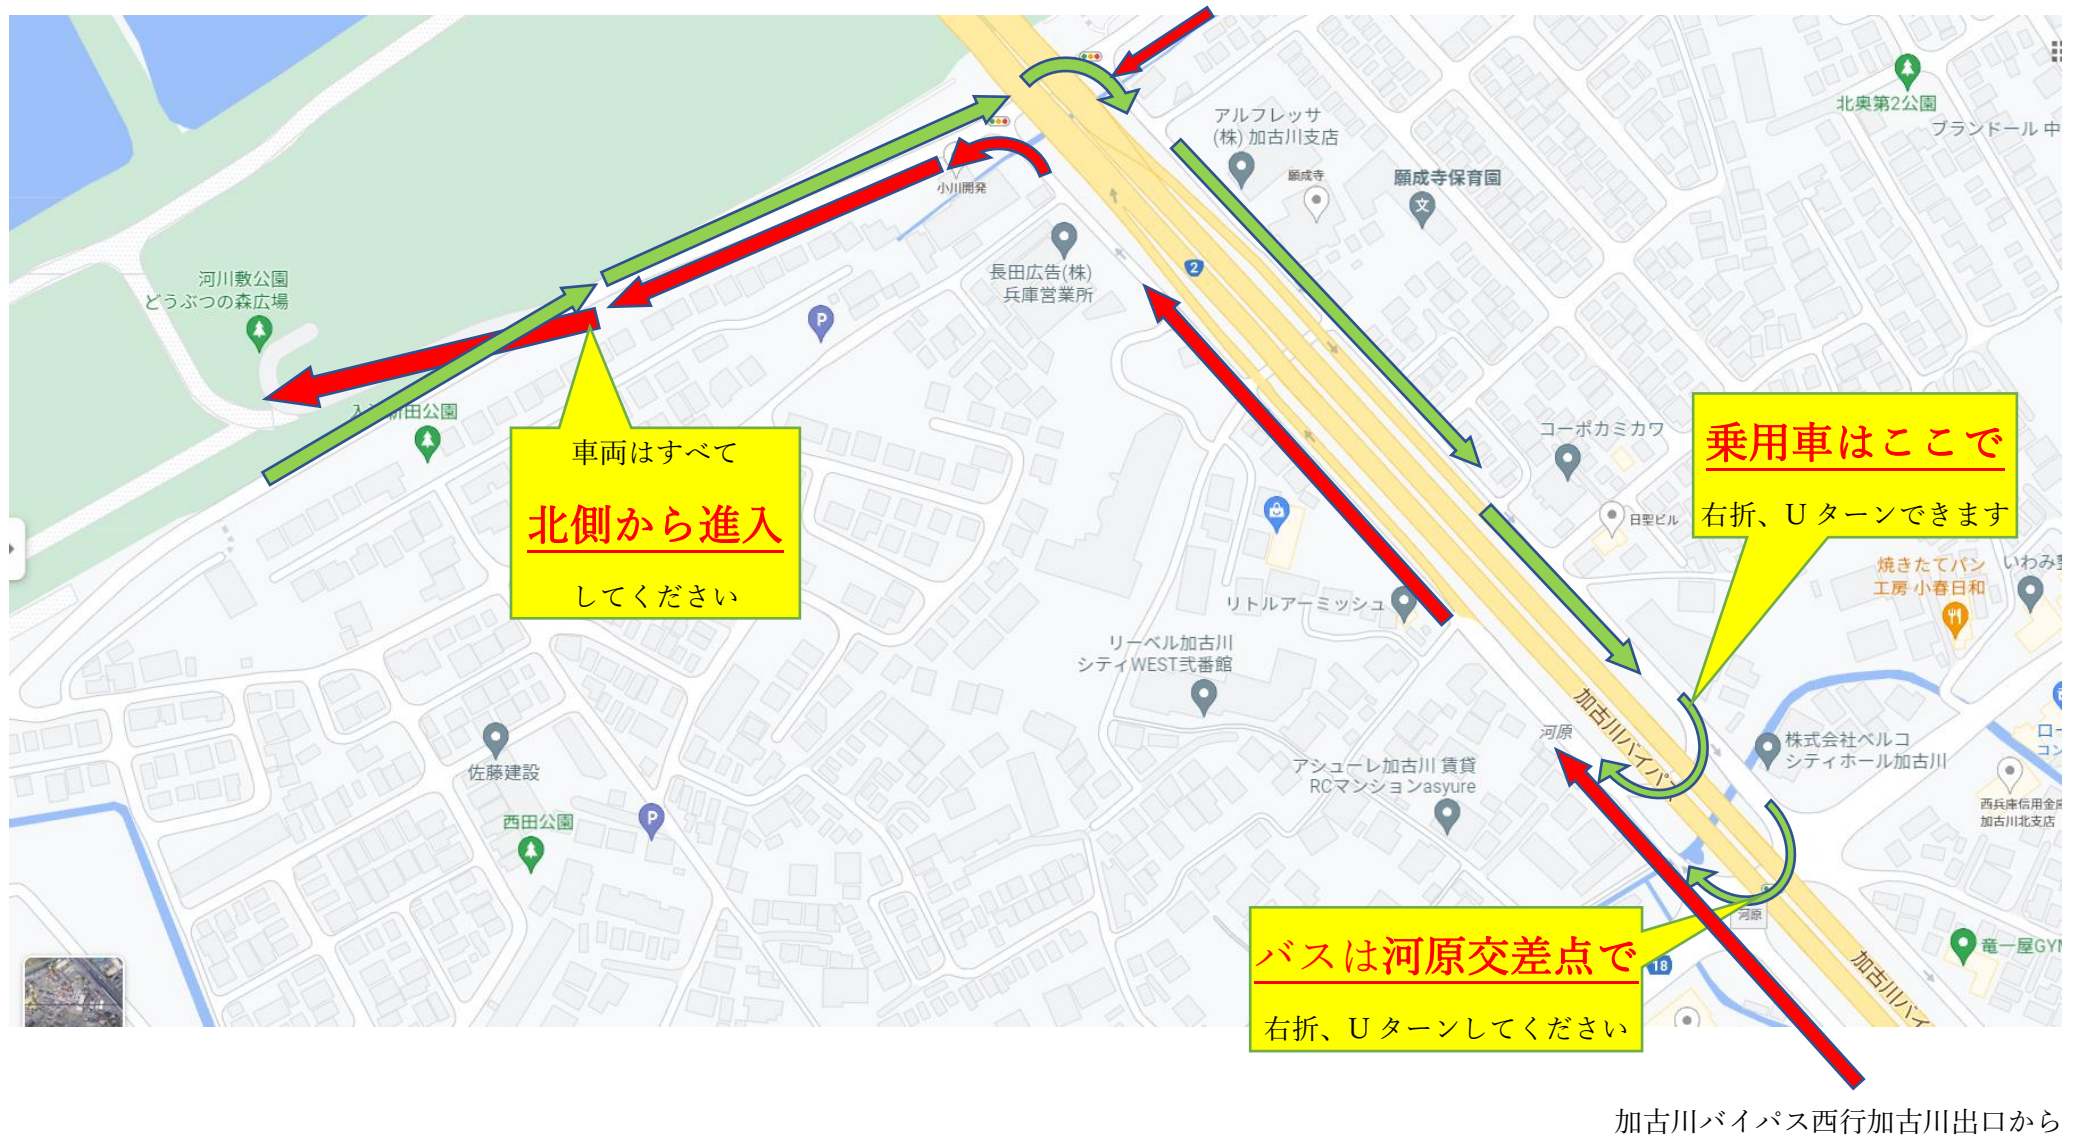 北奥第2公園
ブランドール 中
アルフレッサ
(株) 加古川支店
願成寺
願成寺保育園
小川開発
長田広告(株)
兵庫営業所
2
河川敷公園
どうぶつの森広場
P
新田公園
車両はすべて
北側から進入
してください
コーポカミカワ
日聖ビル
乗用車はここで
右折、U ターンできます
焼きたてパン
工房 小春日和
いわみ
リトルアーミッシュ
リーベル加古川
シティWEST弐番館
加古川バイパス
河原
株式会社ベルコ
シティホール加古川
佐藤建設
アシューレ加古川 賃貸
RCマンションasyure
西兵庫信用金庫
加古川北支店
ロー
コン
西田公園
P
河原
バスは河原交差点で
右折、U ターンしてください
18
竜一屋GYM
加古川バイパス
加古川バイパス西行加古川出口から